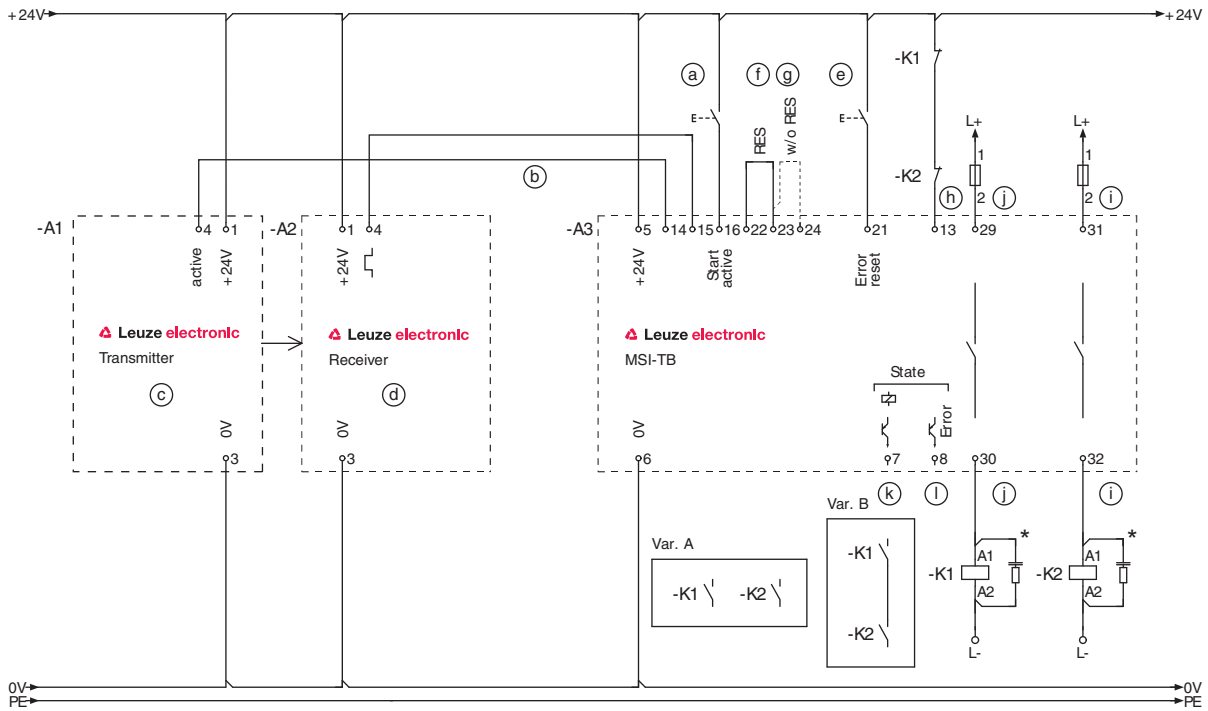 +24V
+24V
-K1
a
f
g
e
RES
w/o RES
L+
L+
1
1
b
-K2
h
2
j
2
i
-A1
4
1
-A2
1
4
-A3
5
14
15
16
22
23
24
21
13
29
31
active
+24V
+24V
+24V
Start
active
Error
reset
Leuze electronic
Transmitter
Leuze electronic
Receiver
Leuze electronic
MSI-TB
c
d
State
Error
0V
0V
0V
3
3
6
7
8
30
32
k
l
j
i
Var. A
-K1
-K2
Var. B
-K1
-K2
*
*
-K1
A1
A2
-K2
A1
A2
L-
L-
0V
0V
PE
PE